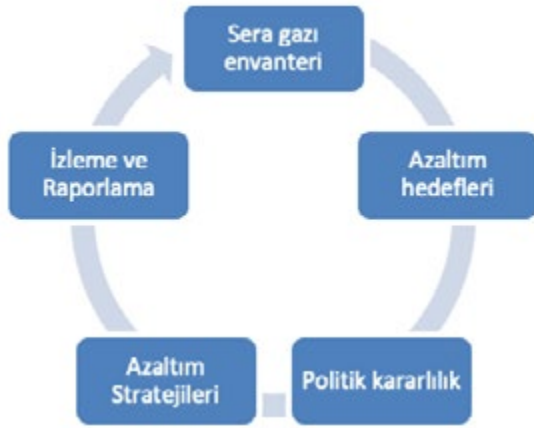 Sera gazı
envanteri
Azaltım
hedefleri
Politik kararlılık
Azaltım
Stratejileri
İzleme ve
Raporlama